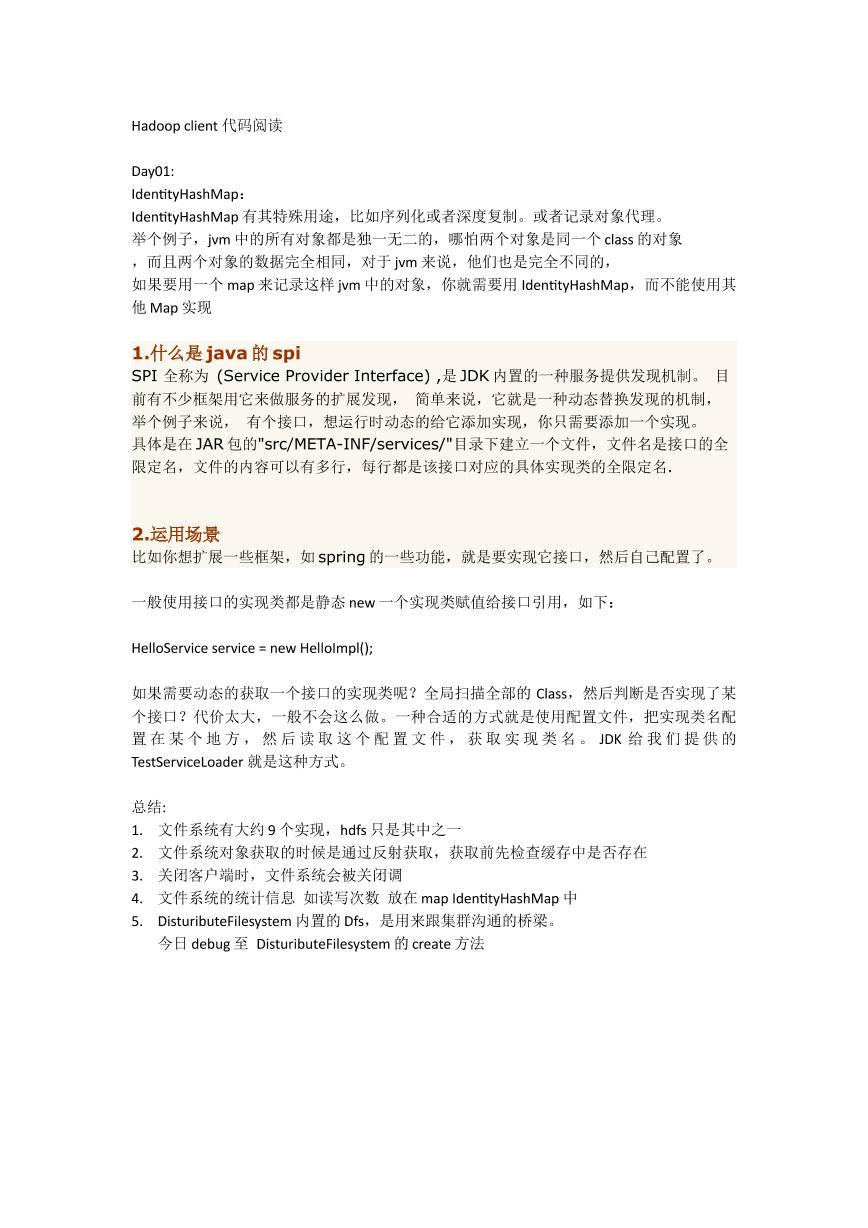 Hadoop client 代码阅读
Day01:
IdentityHashMap：
IdentityHashMap 有其特殊用途，比如序列化或者深度复制。或者记录对象代理。
举个例子，jvm 中的所有对象都是独一无二的，哪怕两个对象是同一个 class 的对象
，而且两个对象的数据完全相同，对于 jvm 来说，他们也是完全不同的，
如果要用一个 map 来记录这样 jvm 中的对象，你就需要用 IdentityHashMap，而不能使用其
他 Map 实现
1.什么是 java 的 spi
SPI 全称为 (Service Provider Interface) ,是 JDK 内置的一种服务提供发现机制。 目
前有不少框架用它来做服务的扩展发现， 简单来说，它就是一种动态替换发现的机制，
举个例子来说， 有个接口，想运行时动态的给它添加实现，你只需要添加一个实现。
具体是在 JAR 包的"src/META-INF/services/"目录下建立一个文件，文件名是接口的全
限定名，文件的内容可以有多行，每行都是该接口对应的具体实现类的全限定名.
2.运用场景
比如你想扩展一些框架，如 spring 的一些功能，就是要实现它接口，然后自己配置了。
一般使用接口的实现类都是静态 new 一个实现类赋值给接口引用，如下：
HelloService service = new HelloImpl();
如果需要动态的获取一个接口的实现类呢？全局扫描全部的 Class，然后判断是否实现了某
个接口？代价太大，一般不会这么做。一种合适的方式就是使用配置文件，把实现类名配
置在某个地方，然后读取这个配置文件，获取实现类名。 JDK 给我们提供的
TestServiceLoader 就是这种方式。
总结:
1. 文件系统有大约 9 个实现，hdfs 只是其中之一
2. 文件系统对象获取的时候是通过反射获取，获取前先检查缓存中是否存在
3. 关闭客户端时，文件系统会被关闭调
4. 文件系统的统计信息 如读写次数 放在 map IdentityHashMap 中
5. DistuributeFilesystem 内置的 Dfs，是用来跟集群沟通的桥梁。
今日 debug 至 DistuributeFilesystem 的 create 方法